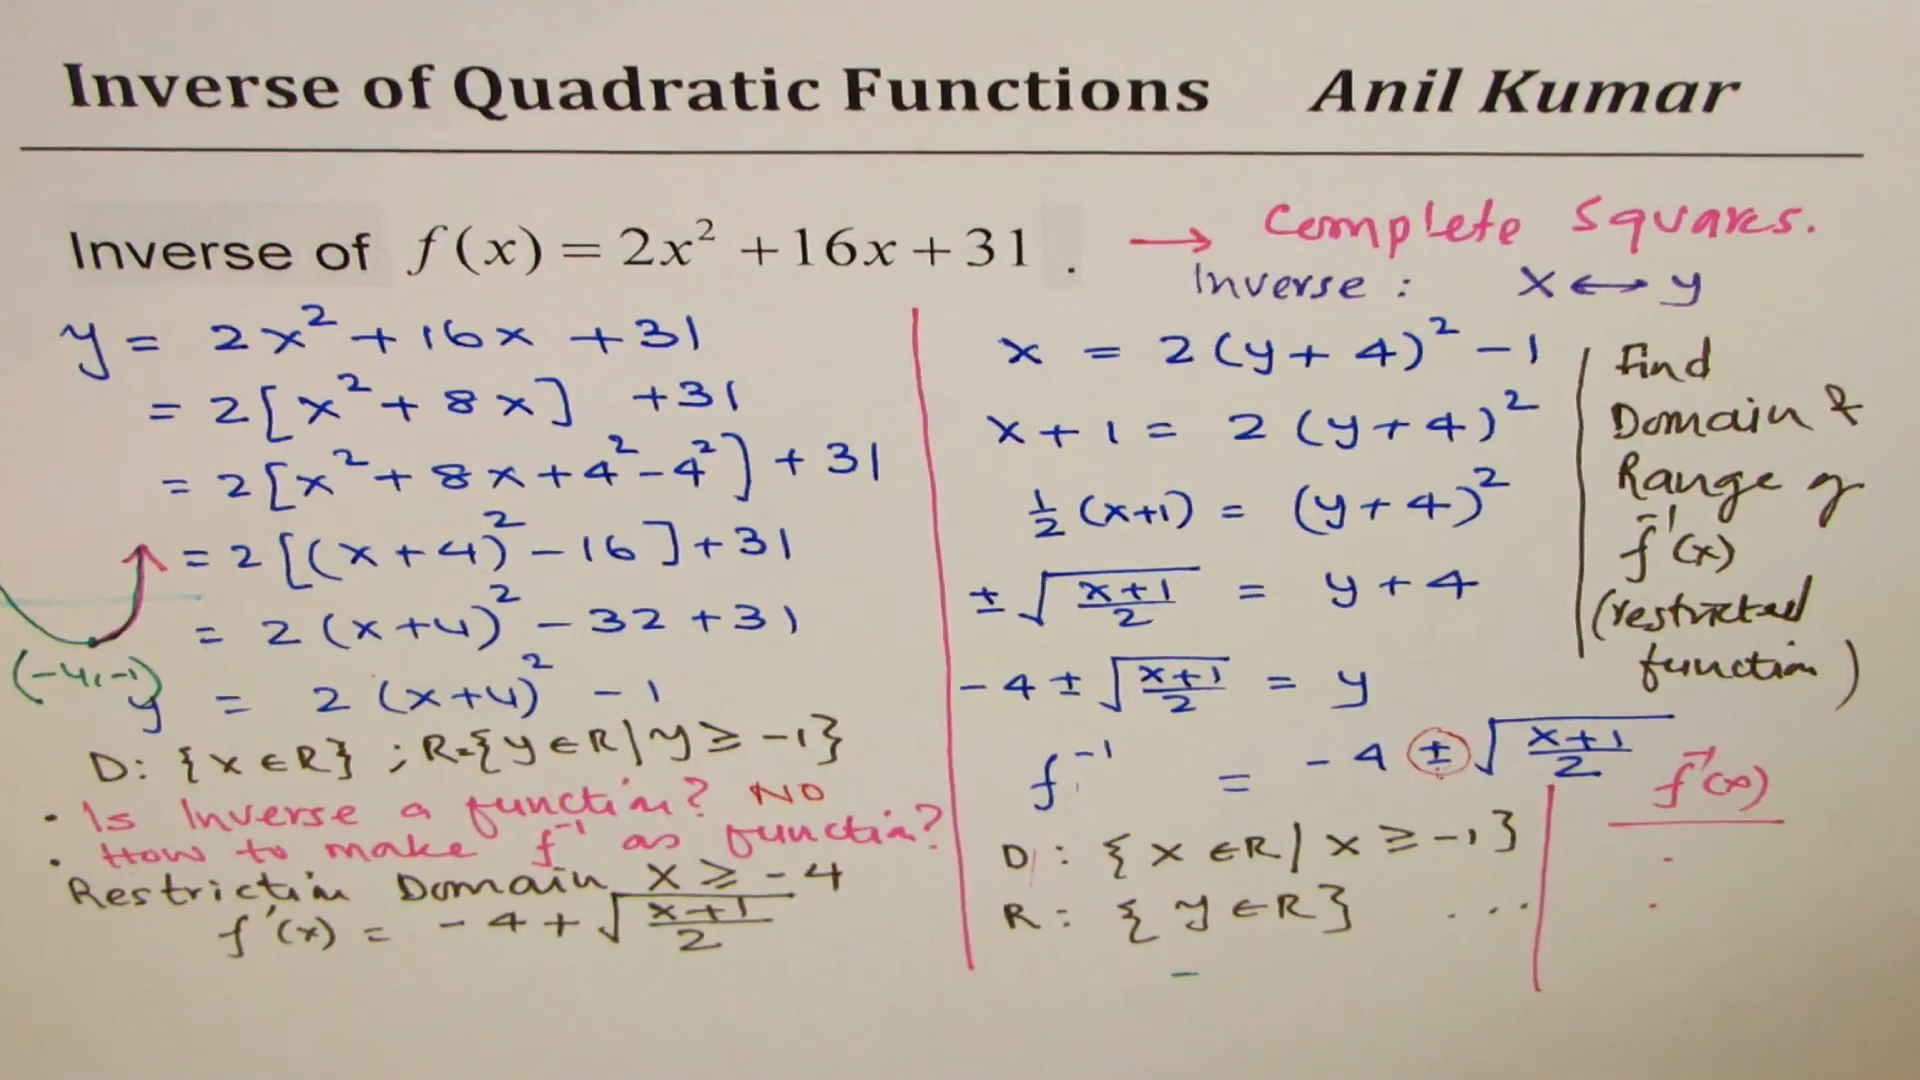 Inverse of Quadratic Functions Anil Kumar
Inverse of f(x) = 2x² + 16x + 31 .
→ Complete Squares.
Inverse : x ↔ y
y = 2x² + 16x + 31
= 2[x² + 8x] + 31
= 2[x² + 8x + 4² - 4²] + 31
= 2[(x + 4)² - 16] + 31
= 2(x+4)² - 32 + 31
(-4,-1)
y = 2(x+4)² - 1
D: {x ∈ R} ; R={y ∈ R | y ≥ -1}
• Is Inverse a function? NO
• How to make f⁻¹ as function?
Restriction Domain x ≥ -4
f⁻'(x) = -4 + √((x+1)/2)
x = 2(y + 4)² - 1
x + 1 = 2(y+4)²
½(x+1) = (y+4)²
± √((x+1)/2) = y + 4
-4 ± √((x+1)/2) = y
f⁻¹ = -4 ± √((x+1)/2)
D : {x ∈ R | x ≥ -1}
R : {y ∈ R} ...
Find
Domain &
Range of
f⁻¹(x)
(restricted
function)
f⁻¹(x)